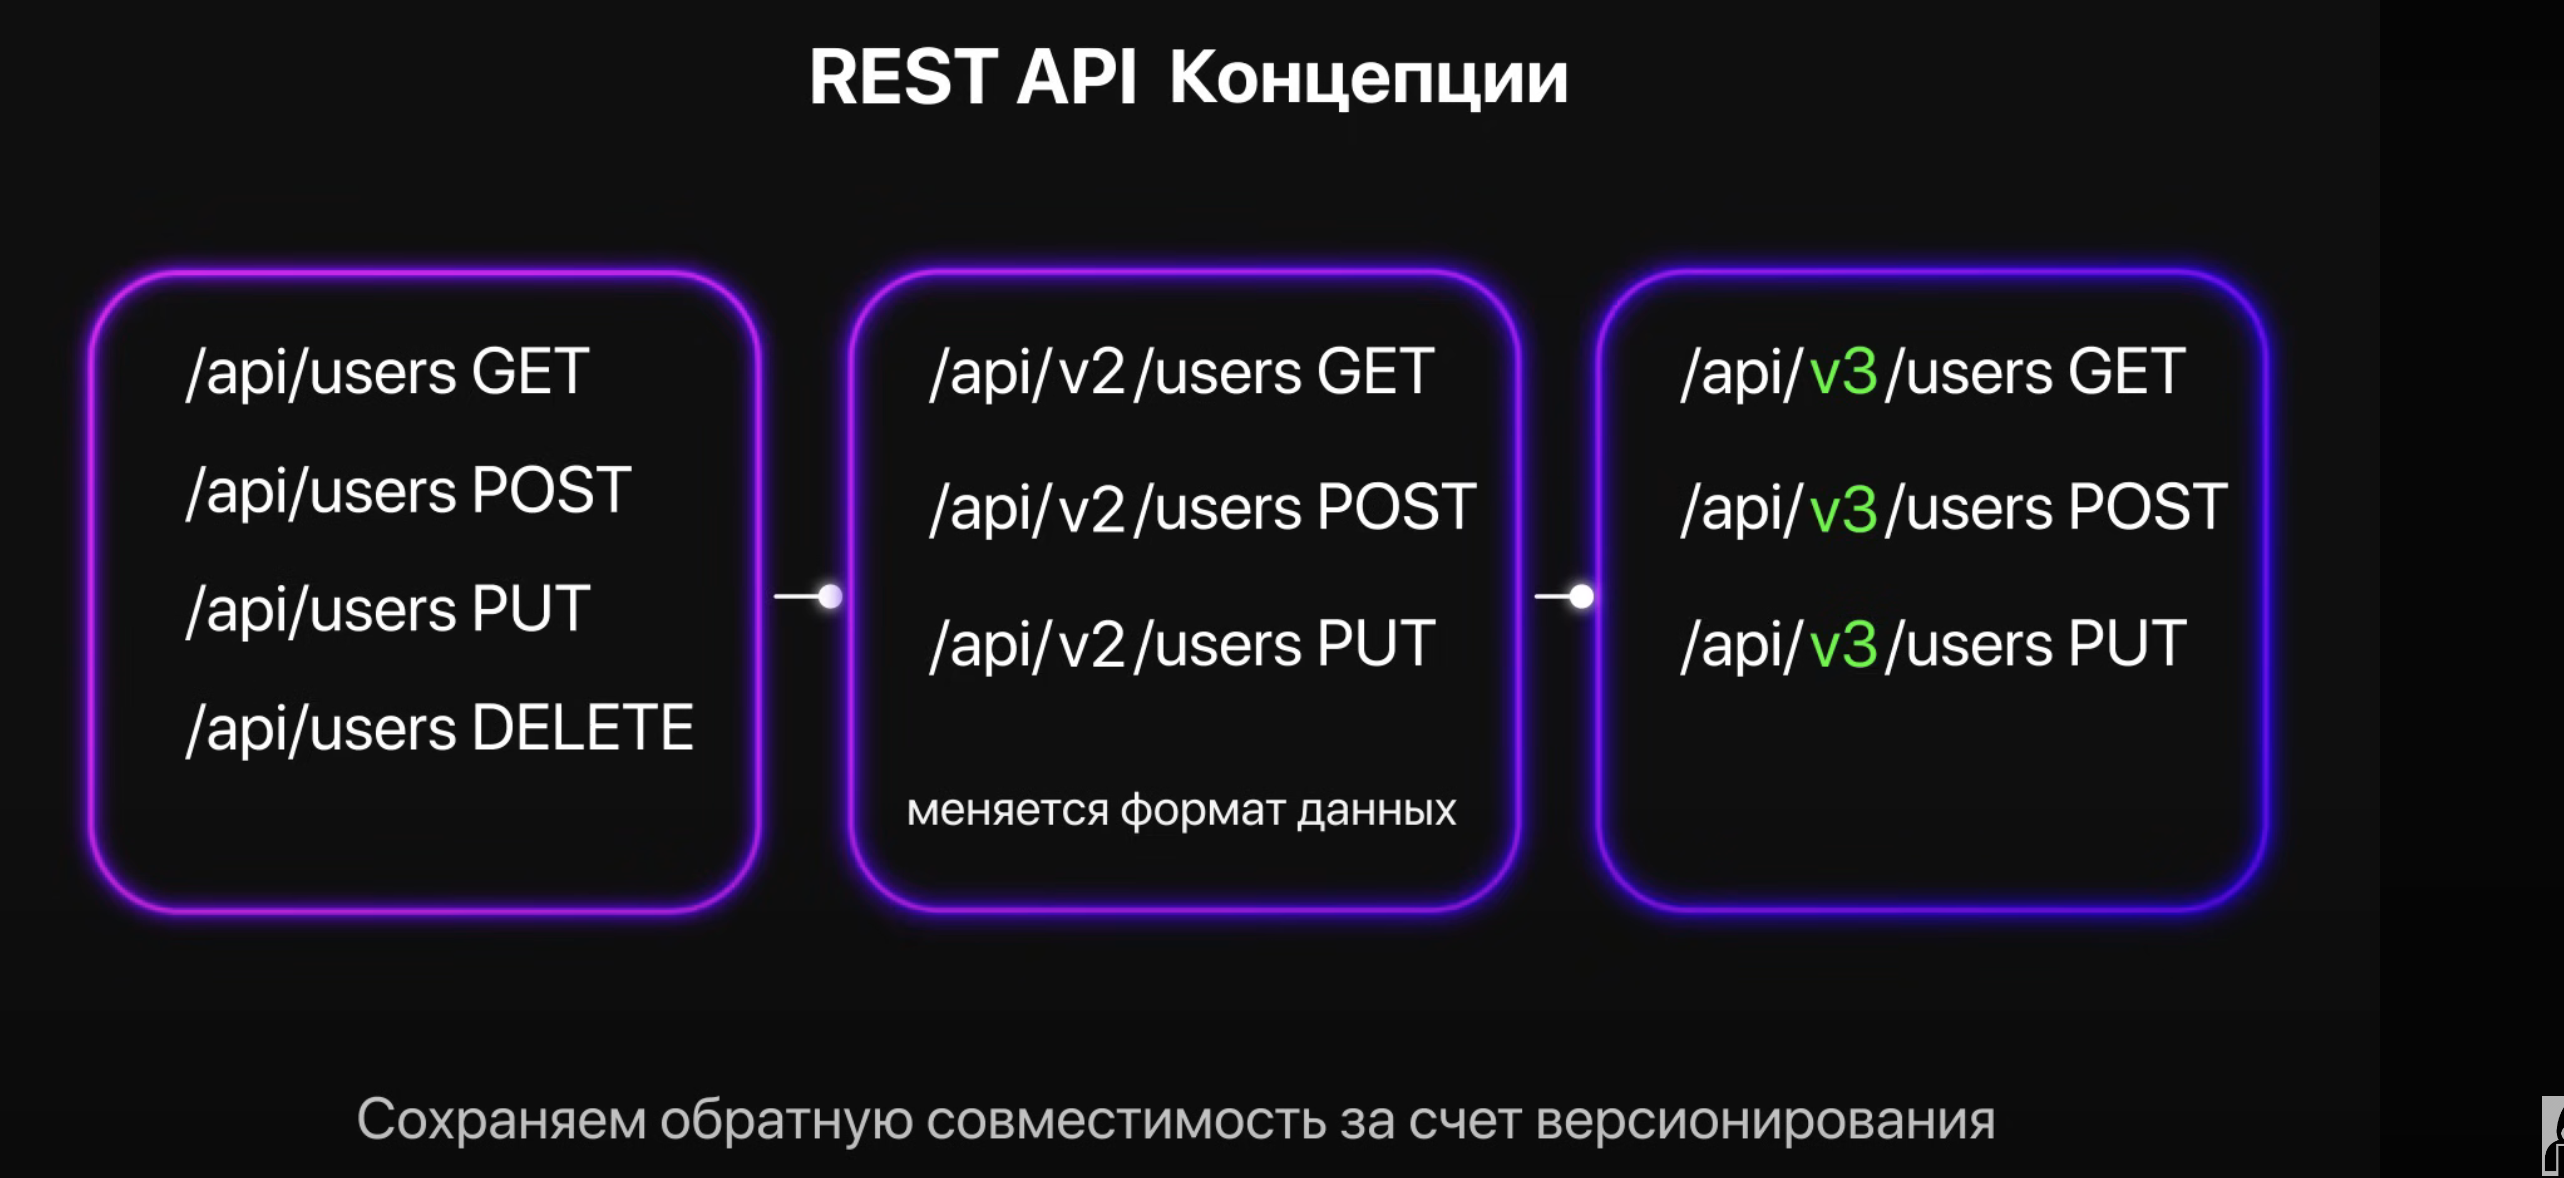 REST API Концепции
/api/users GET
/api/users POST
/api/users PUT
/api/users DELETE
/api/v2/users GET
/api/v2/users POST
/api/v2/users PUT
меняется формат данных
/api/v3/users GET
/api/v3/users POST
/api/v3/users PUT
Сохраняем обратную совместимость за счет версионирования